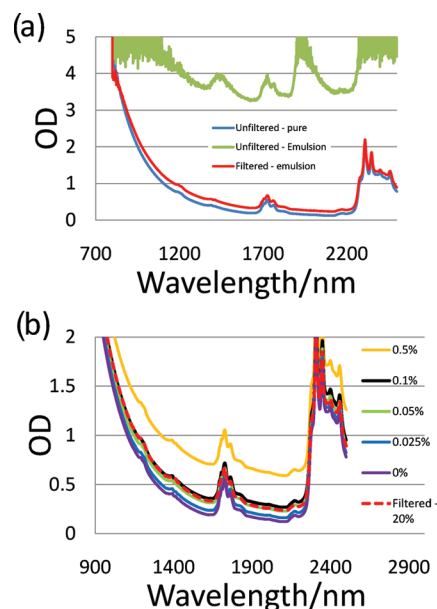 (a)
5
4
3
2
1
0
OD
Unfiltered - pure
Unfiltered - Emulsion
Filtered - emulsion
700 1200 1700 2200
Wavelength/nm
(b)
2
1.5
1
0.5
0
OD
0.5%
0.1%
0.05%
0.025%
0%
Filtered -
20%
900 1400 1900 2400 2900
Wavelength/nm